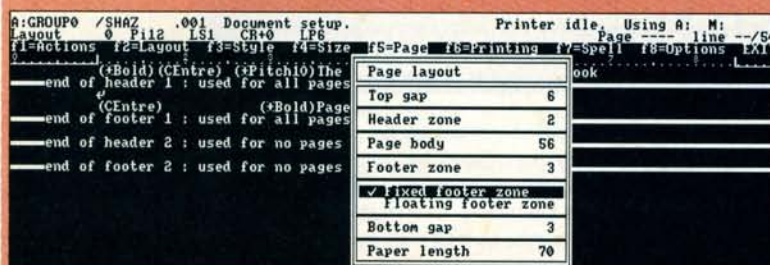 A:GROUP0 /SHAZ .001 Document setup. Printer idle. Using A: M:
Layout 0 Pi12 LS1 CR+0 LP6 Page ---- line --/54
f1=Actions f2=Layout f3=Style f4=Size f5=Page f6=Printing f7=Spell f8=Options EXIT
(+Bold)(CEntre) (+Pitch10)The ook
end of header 1 : used for all pages
(CEntre) (+Bold)Page
end of footer 1 : used for all pages
end of header 2 : used for no pages
end of footer 2 : used for no pages
Page layout
Top gap 6
Header zone 2
Page body 56
Footer zone 3
✓ Fixed footer zone
Floating footer zone
Bottom gap 3
Paper length 70